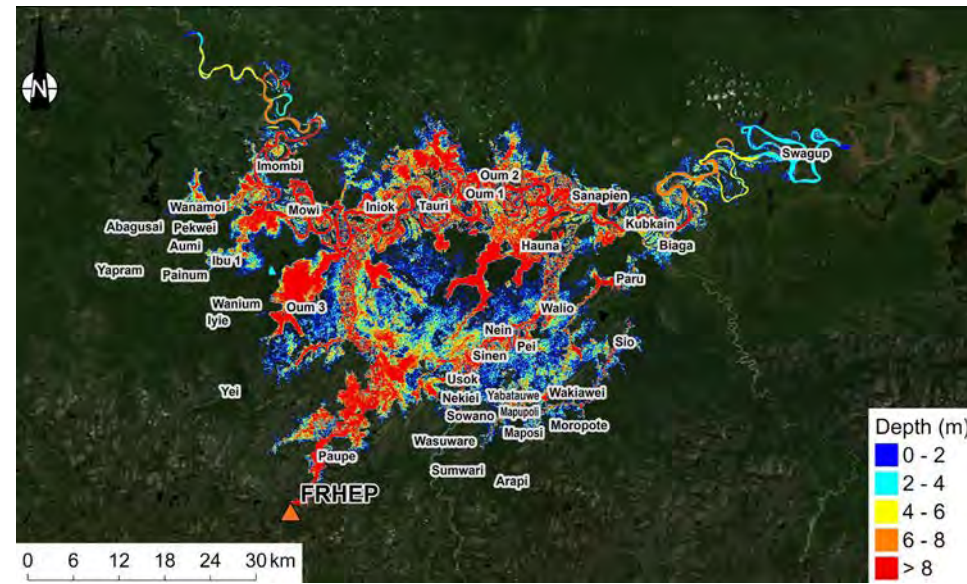 N
Swagup
Imombi
Oum 2
Oum 1
Sanapien
Wanamoi
Mowi
Iniok
Tauri
Abagusai
Pekwei
Kubkain
Aumi
Hauna
Biaga
Ibu 1
Yapram
Painum
Paru
Wanium
Oum 3
Walio
Iyie
Nein
Pei
Sio
Sinen
Usok
Yei
Nekiei
Yabatauwe
Wakiawei
Sowano
Mapupoli
Moropote
Maposi
Wasuware
Paupe
Sumwari
Arapi
FRHEP
Depth (m)
0 - 2
2 - 4
4 - 6
6 - 8
> 8
0 6 12 18 24 30 km